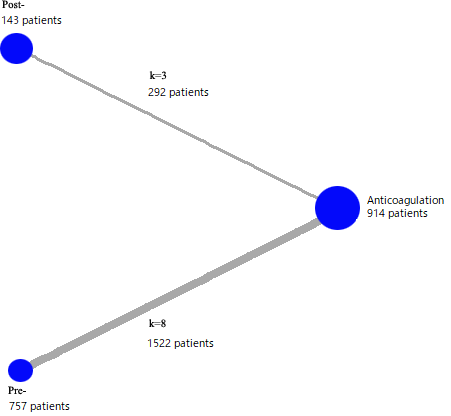 Post-
143 patients
k=3
292 patients
Anticoagulation
914 patients
k=8
1522 patients
Pre-
757 patients